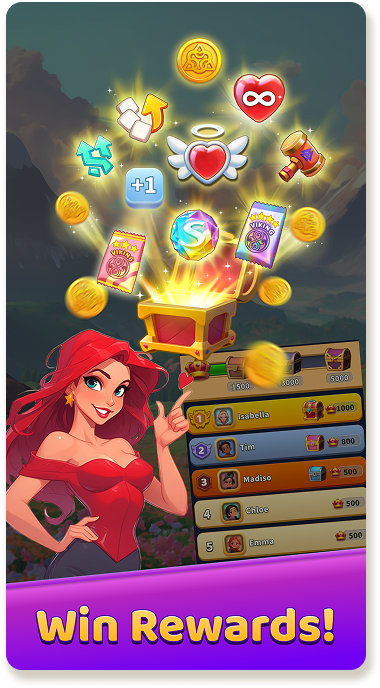 +1
S
VIKING
VIKING
1500
3000
5000
1
Isabella
1000
2
Tim
800
3
Madiso
500
4
Chloe
500
5
Emma
500
Win Rewards!